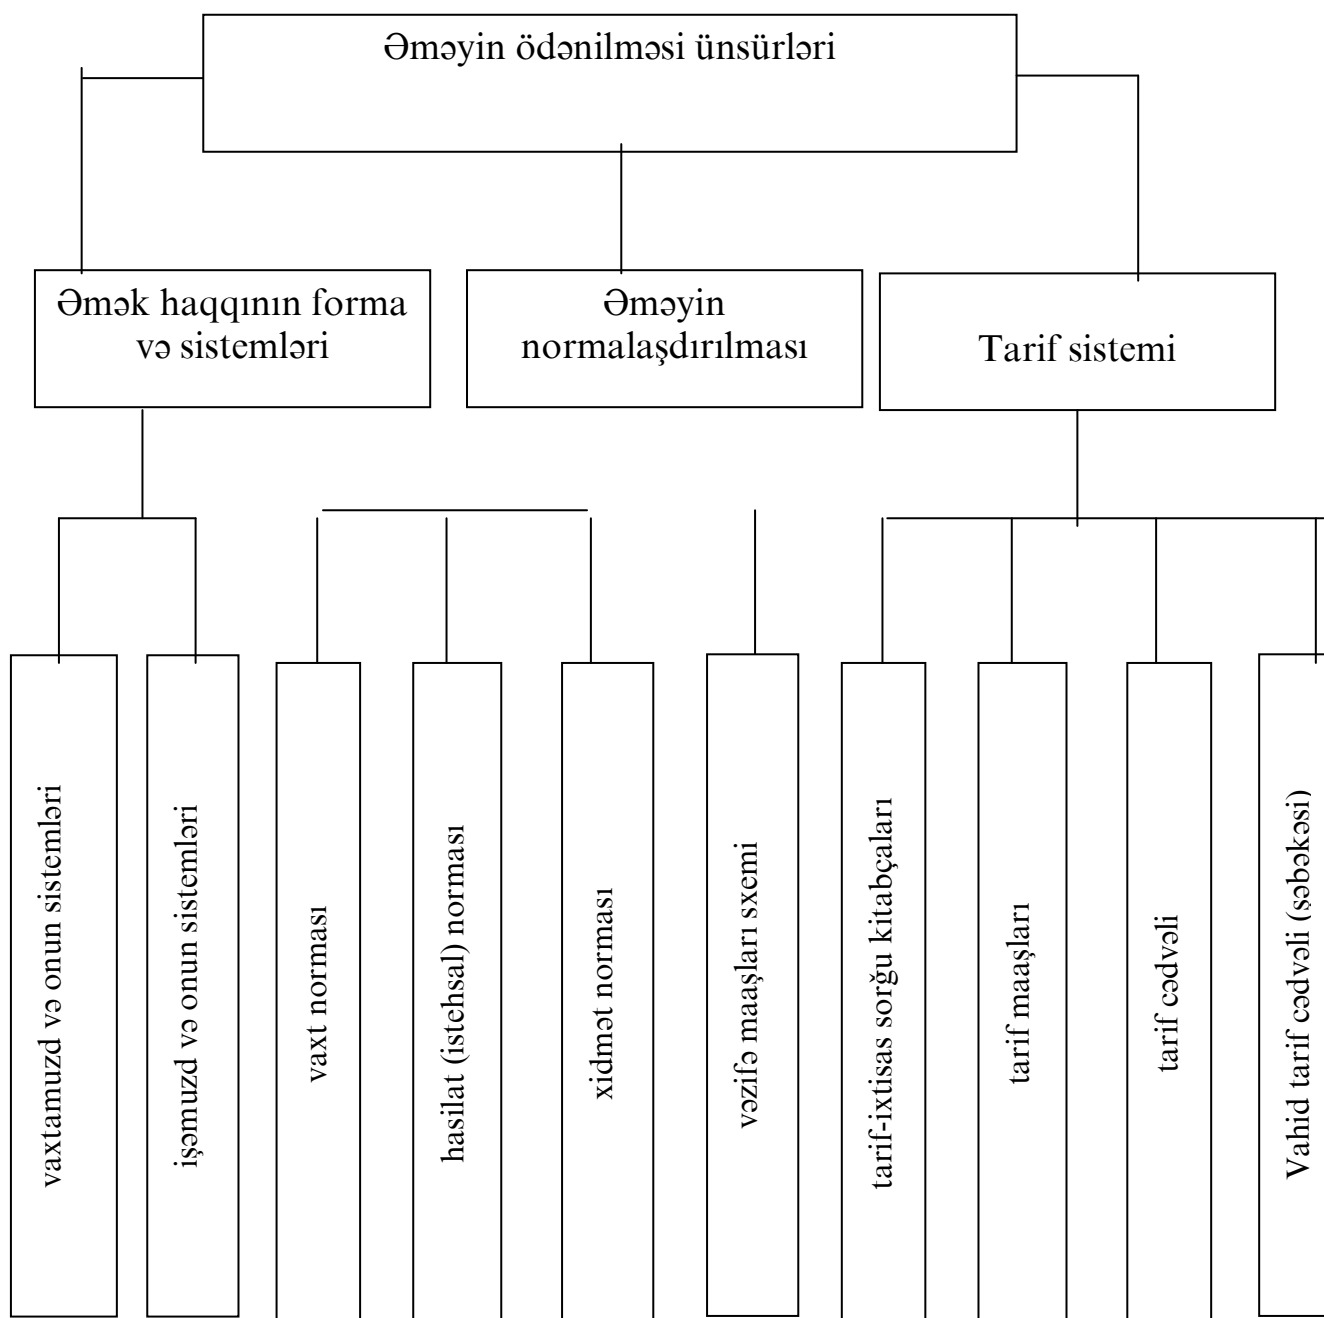 Əməyin ödənilməsi ünsürləri
Əmək haqqının forma
və sistemləri
Əməyin
normalaşdırılması
Tarif sistemi
vaxtamuzd və onun sistemləri
işəmuzd və onun sistemləri
vaxt norması
hasilat (istehsal) norması
xidmət norması
vəzifə maaşları sxemi
tarif-ixtisas sorğu kitabçaları
tarif maaşları
tarif cədvəli
Vahid tarif cədvəli (şəbəkəsi)